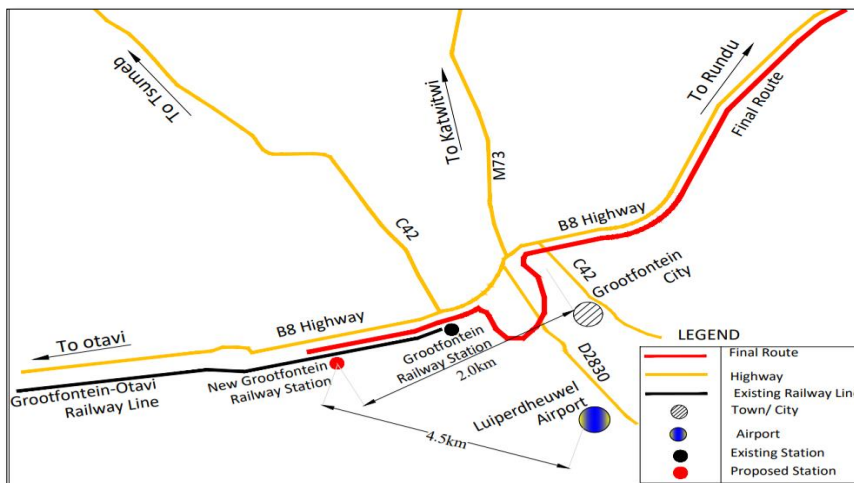 To Tsumeb
To Katwitwi
M73
To Rundu
Final Route
C42
B8 Highway
C42
Grootfontein
City
B8 Highway
To otavi
Grootfontein
Railway Station
2.0km
New Grootfontein
Railway Station
Grootfontein-Otavi
Railway Line
D2830
Luiperdheuwel
Airport
4.5km
LEGEND
Final Route
Highway
Existing Railway Line
Town/ City
Airport
Existing Station
Proposed Station